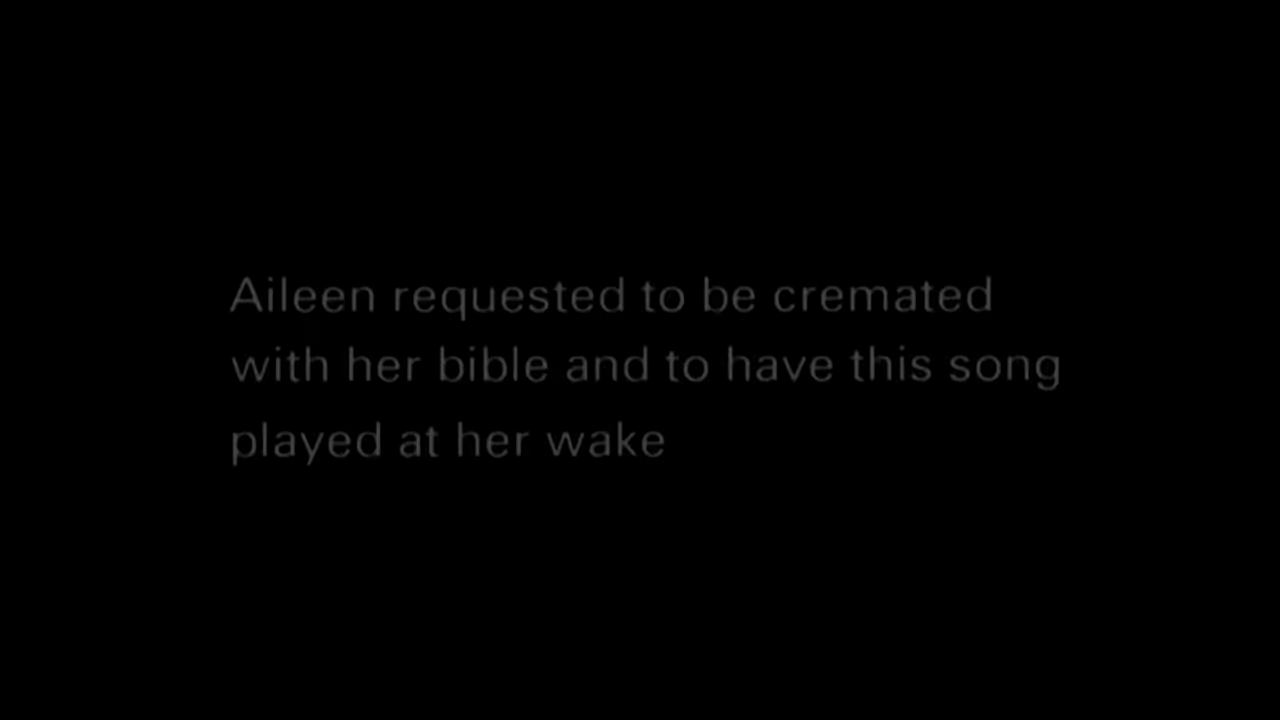 Aileen requested to be cremated
with her bible and to have this song
played at her wake